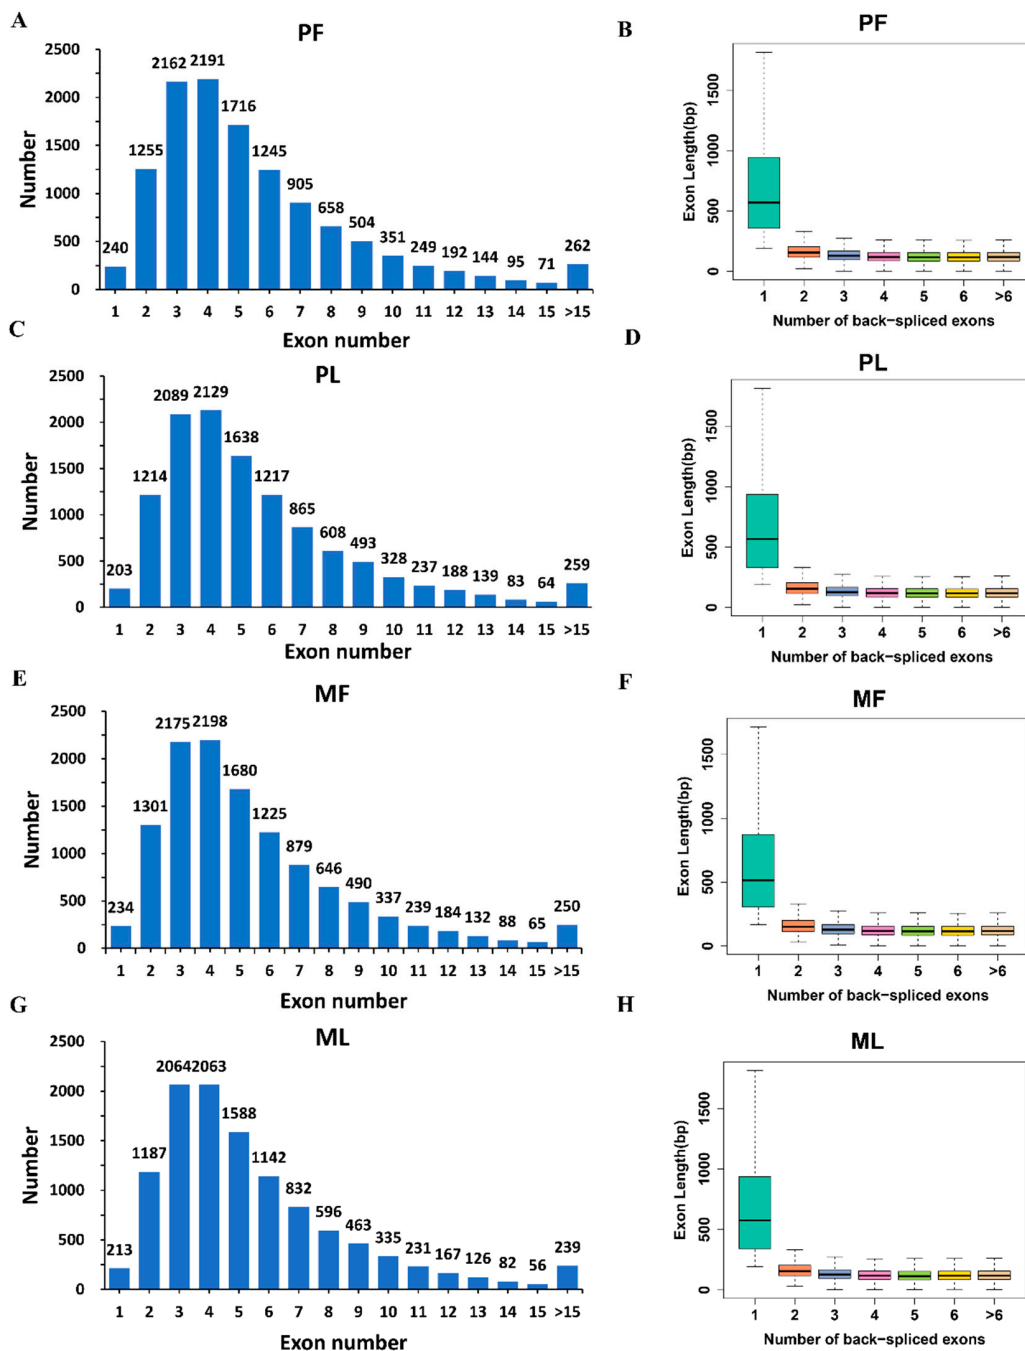 A
PF
2500
2000
1500
1000
500
0
Number
240 1255 2162 2191 1716 1245 905 658 504 351 249 192 144 95 71 262
1 2 3 4 5 6 7 8 9 10 11 12 13 14 15 >15
Exon number
B
PF
1500
1000
500
0
Exon Length(bp)
1 2 3 4 5 6 >6
Number of back-spliced exons
C
PL
2500
2000
1500
1000
500
0
Number
203 1214 2089 2129 1638 1217 865 608 493 328 237 188 139 83 64 259
1 2 3 4 5 6 7 8 9 10 11 12 13 14 15 >15
Exon number
D
PL
1500
1000
500
0
Exon Length(bp)
1 2 3 4 5 6 >6
Number of back-spliced exons
E
MF
2500
2000
1500
1000
500
0
Number
234 1301 2175 2198 1680 1225 879 646 490 337 239 184 132 88 65 250
1 2 3 4 5 6 7 8 9 10 11 12 13 14 15 >15
Exon number
F
MF
1500
1000
500
0
Exon Length(bp)
1 2 3 4 5 6 >6
Number of back-spliced exons
G
ML
2500
2000
1500
1000
500
0
Number
213 1187 2064 2063 1588 1142 832 596 463 335 231 167 126 82 56 239
1 2 3 4 5 6 7 8 9 10 11 12 13 14 15 >15
Exon number
H
ML
1500
1000
500
0
Exon Length(bp)
1 2 3 4 5 6 >6
Number of back-spliced exons